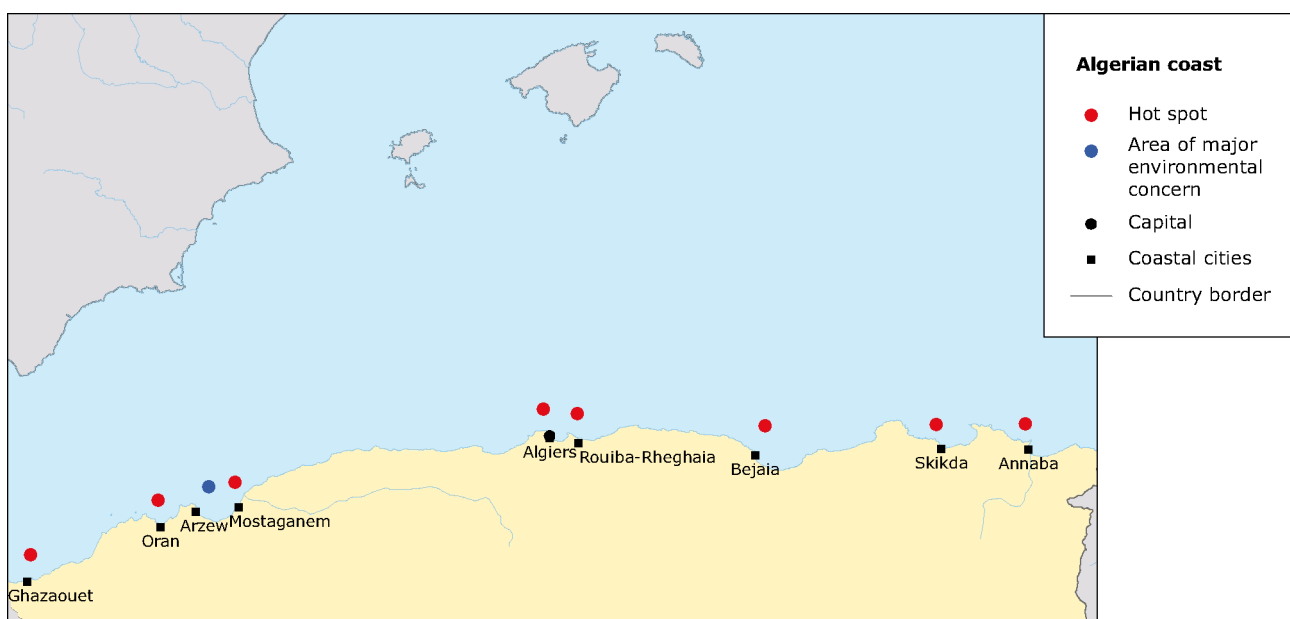 Algerian coast
Hot spot
Area of major
environmental
concern
Capital
Coastal cities
Country border
Algiers
Rouiba-Rheghaia
Bejaia
Skikda
Annaba
Arzew
Mostaganem
Oran
Ghazaouet